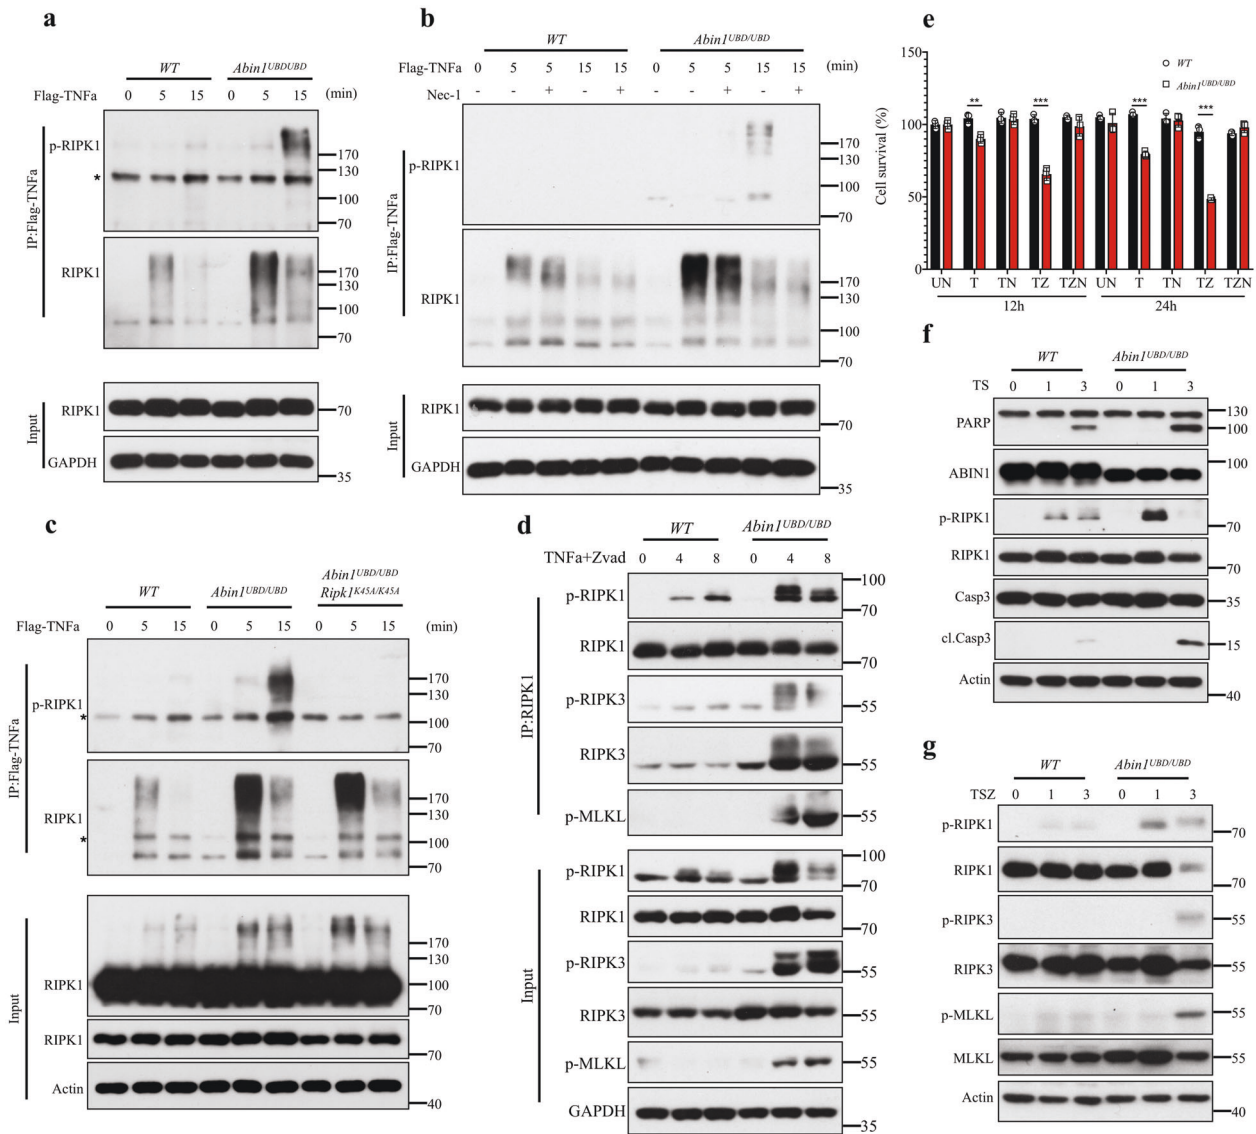 a
WT Abin1UBDUBD
Flag-TNFa 0 5 15 0 5 15 (min)
IP:Flag-TNFa
p-RIPK1
170
130
*
100
70
RIPK1
170
130
100
70
Input
RIPK1
70
GAPDH
35
b
WT Abin1UBD/UBD
Flag-TNFa 0 5 5 15 15 0 5 5 15 15 (min)
Nec-1 - - + - + - - + - +
IP:Flag-TNFa
p-RIPK1
170
130
100
70
RIPK1
170
130
100
70
Input
RIPK1
70
GAPDH
35
c
WT Abin1UBD/UBD Abin1UBD/UBD
Ripk1K45A/K45A
Flag-TNFa 0 5 15 0 5 15 0 5 15 (min)
IP:Flag-TNFa
p-RIPK1
170
130
*
100
70
RIPK1
170
130
*
100
70
Input
RIPK1
170
130
100
70
RIPK1
70
Actin
40
d
WT Abin1UBD/UBD
TNFa+Zvad 0 4 8 0 4 8
IP:RIPK1
p-RIPK1
100
70
RIPK1
70
p-RIPK3
55
RIPK3
55
p-MLKL
55
Input
p-RIPK1
100
70
RIPK1
70
p-RIPK3
55
RIPK3
55
p-MLKL
55
GAPDH
35
e
Cell survival (%)
150
100
50
0
WT
Abin1UBD/UBD
** *** *** ***
UN T TN TZ TZN UN T TN TZ TZN
12h 24h
f
WT Abin1UBD/UBD
TS 0 1 3 0 1 3
PARP
130
100
ABIN1
100
p-RIPK1
70
RIPK1
70
Casp3
35
cl.Casp3
15
Actin
40
g
WT Abin1UBD/UBD
TSZ 0 1 3 0 1 3
p-RIPK1
70
RIPK1
70
p-RIPK3
55
RIPK3
55
p-MLKL
55
MLKL
55
Actin
40